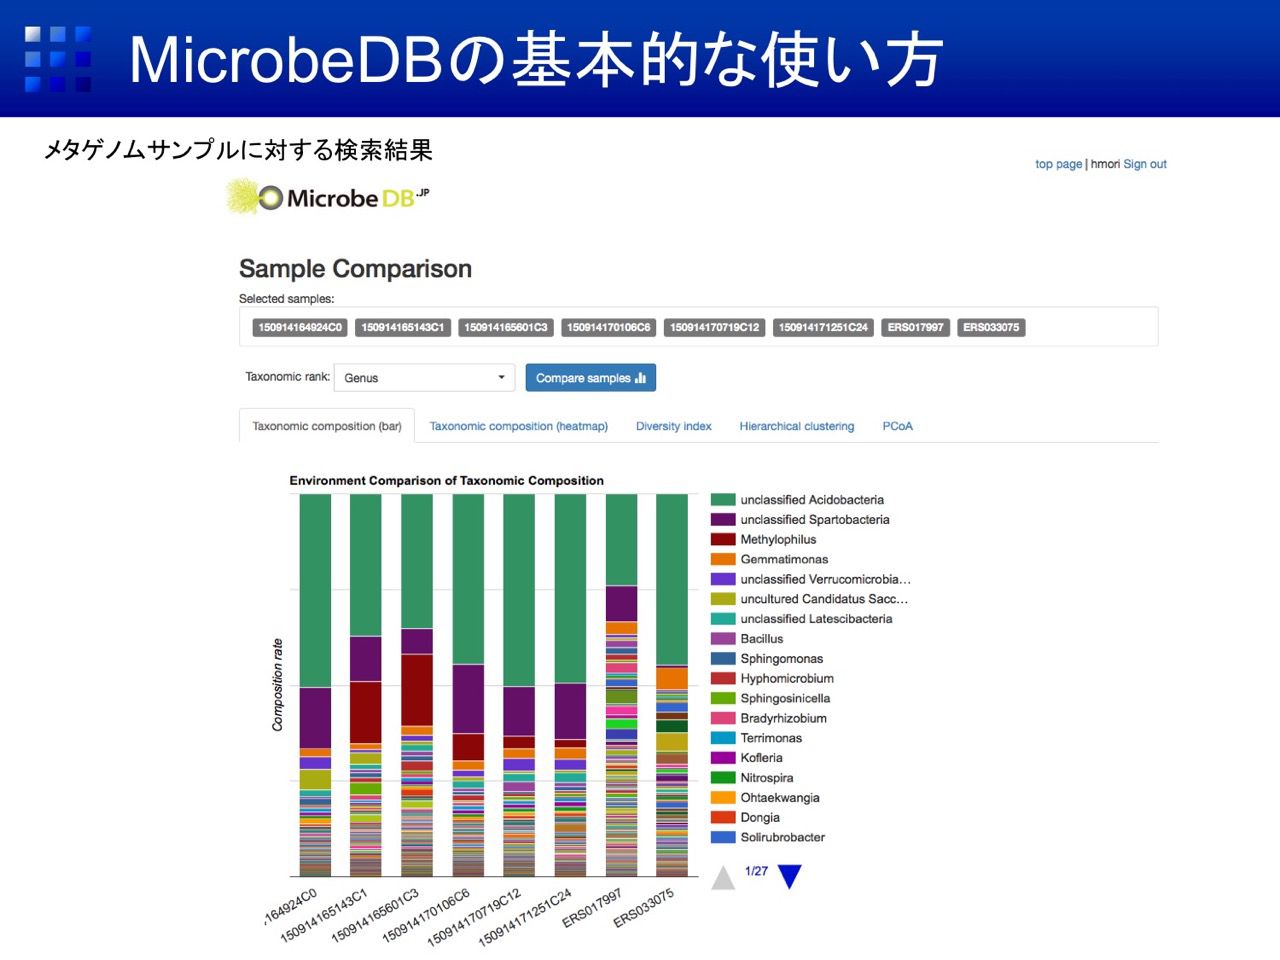 MicrobeDBの基本的な使い方
メタゲノムサンプルに対する検索結果
top page | hmori Sign out
MicrobeDB.JP
Sample Comparison
Selected samples:
150914164924C0 150914165143C1 150914165601C3 150914170106C6 150914170719C12 150914171251C24 ERS017997 ERS033075
Taxonomic rank: Genus Compare samples
Taxonomic composition (bar) Taxonomic composition (heatmap) Diversity index Hierarchical clustering PCoA
Environment Comparison of Taxonomic Composition
Composition rate
unclassified Acidobacteria
unclassified Spartobacteria
Methylophilus
Gemmatimonas
unclassified Verrucomicrobia…
uncultured Candidatus Sacc…
unclassified Latescibacteria
Bacillus
Sphingomonas
Hyphomicrobium
Sphingosinicella
Bradyrhizobium
Terrimonas
Kofleria
Nitrospira
Ohtaekwangia
Dongia
Solirubrobacter
1/27
164924C0 150914165143C1 150914165601C3 150914170106C6 150914170719C12 150914171251C24 ERS017997 ERS033075